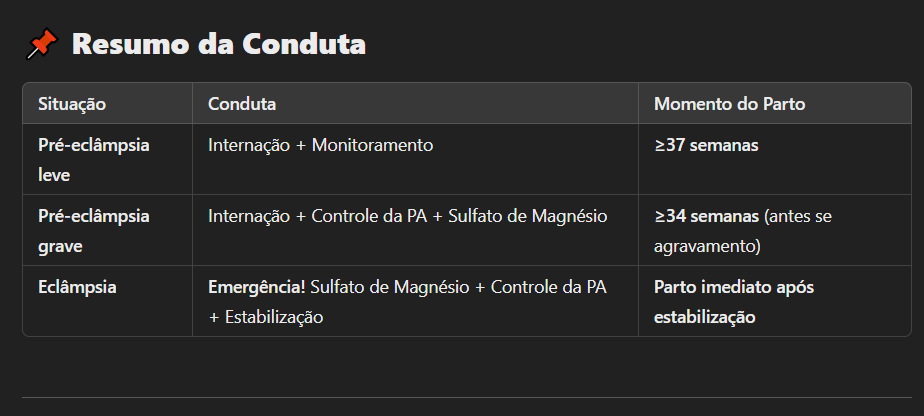 Resumo da Conduta
Situação Conduta Momento do Parto
Pré-eclâmpsia Internação + Monitoramento ≥37 semanas
leve
Pré-eclâmpsia Internação + Controle da PA + Sulfato de Magnésio ≥34 semanas (antes se
grave agravamento)
Eclâmpsia Emergência! Sulfato de Magnésio + Controle da PA Parto imediato após
+ Estabilização estabilização